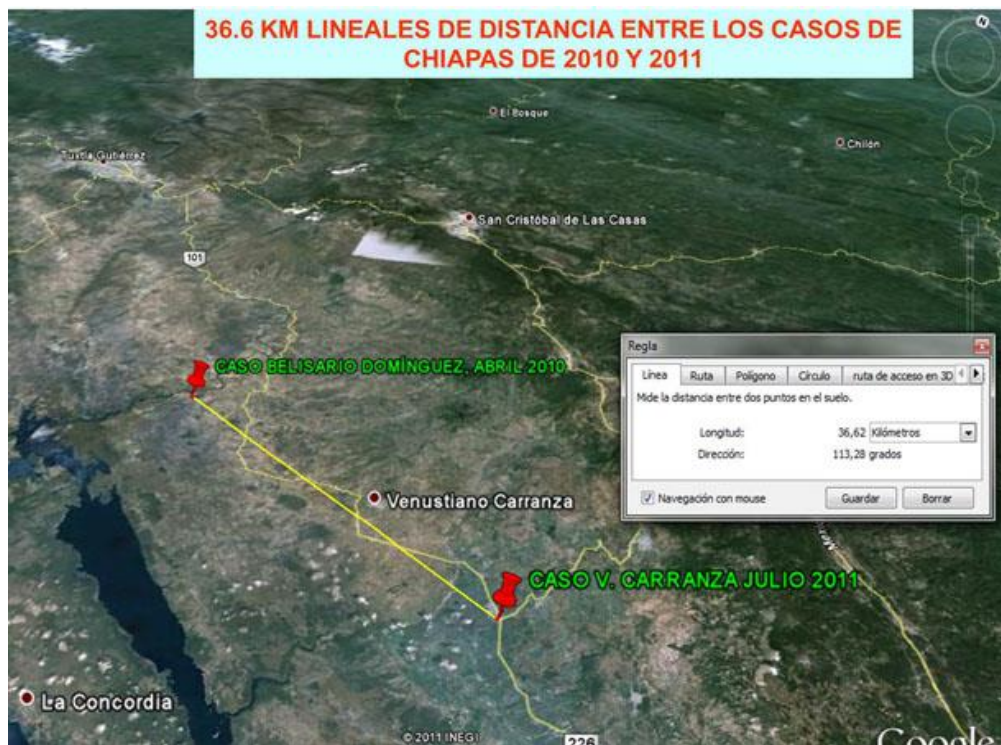 36.6 KM LINEALES DE DISTANCIA ENTRE LOS CASOS DE
CHIAPAS DE 2010 Y 2011
N
El Bosque
Chilón
Tuxtla Gutiérrez
San Cristóbal de Las Casas
101
CASO BELISARIO DOMÍNGUEZ, ABRIL 2010
Regla
Línea Ruta Polígono Círculo ruta de acceso en 3D
Mide la distancia entre dos puntos en el suelo.
Longitud: 36,62 Kilómetros
Dirección: 113,28 grados
Navegación con mouse Guardar Borrar
Venustiano Carranza
CASO V. CARRANZA JULIO 2011
La Concordia
© 2011 INEGI
226
Google